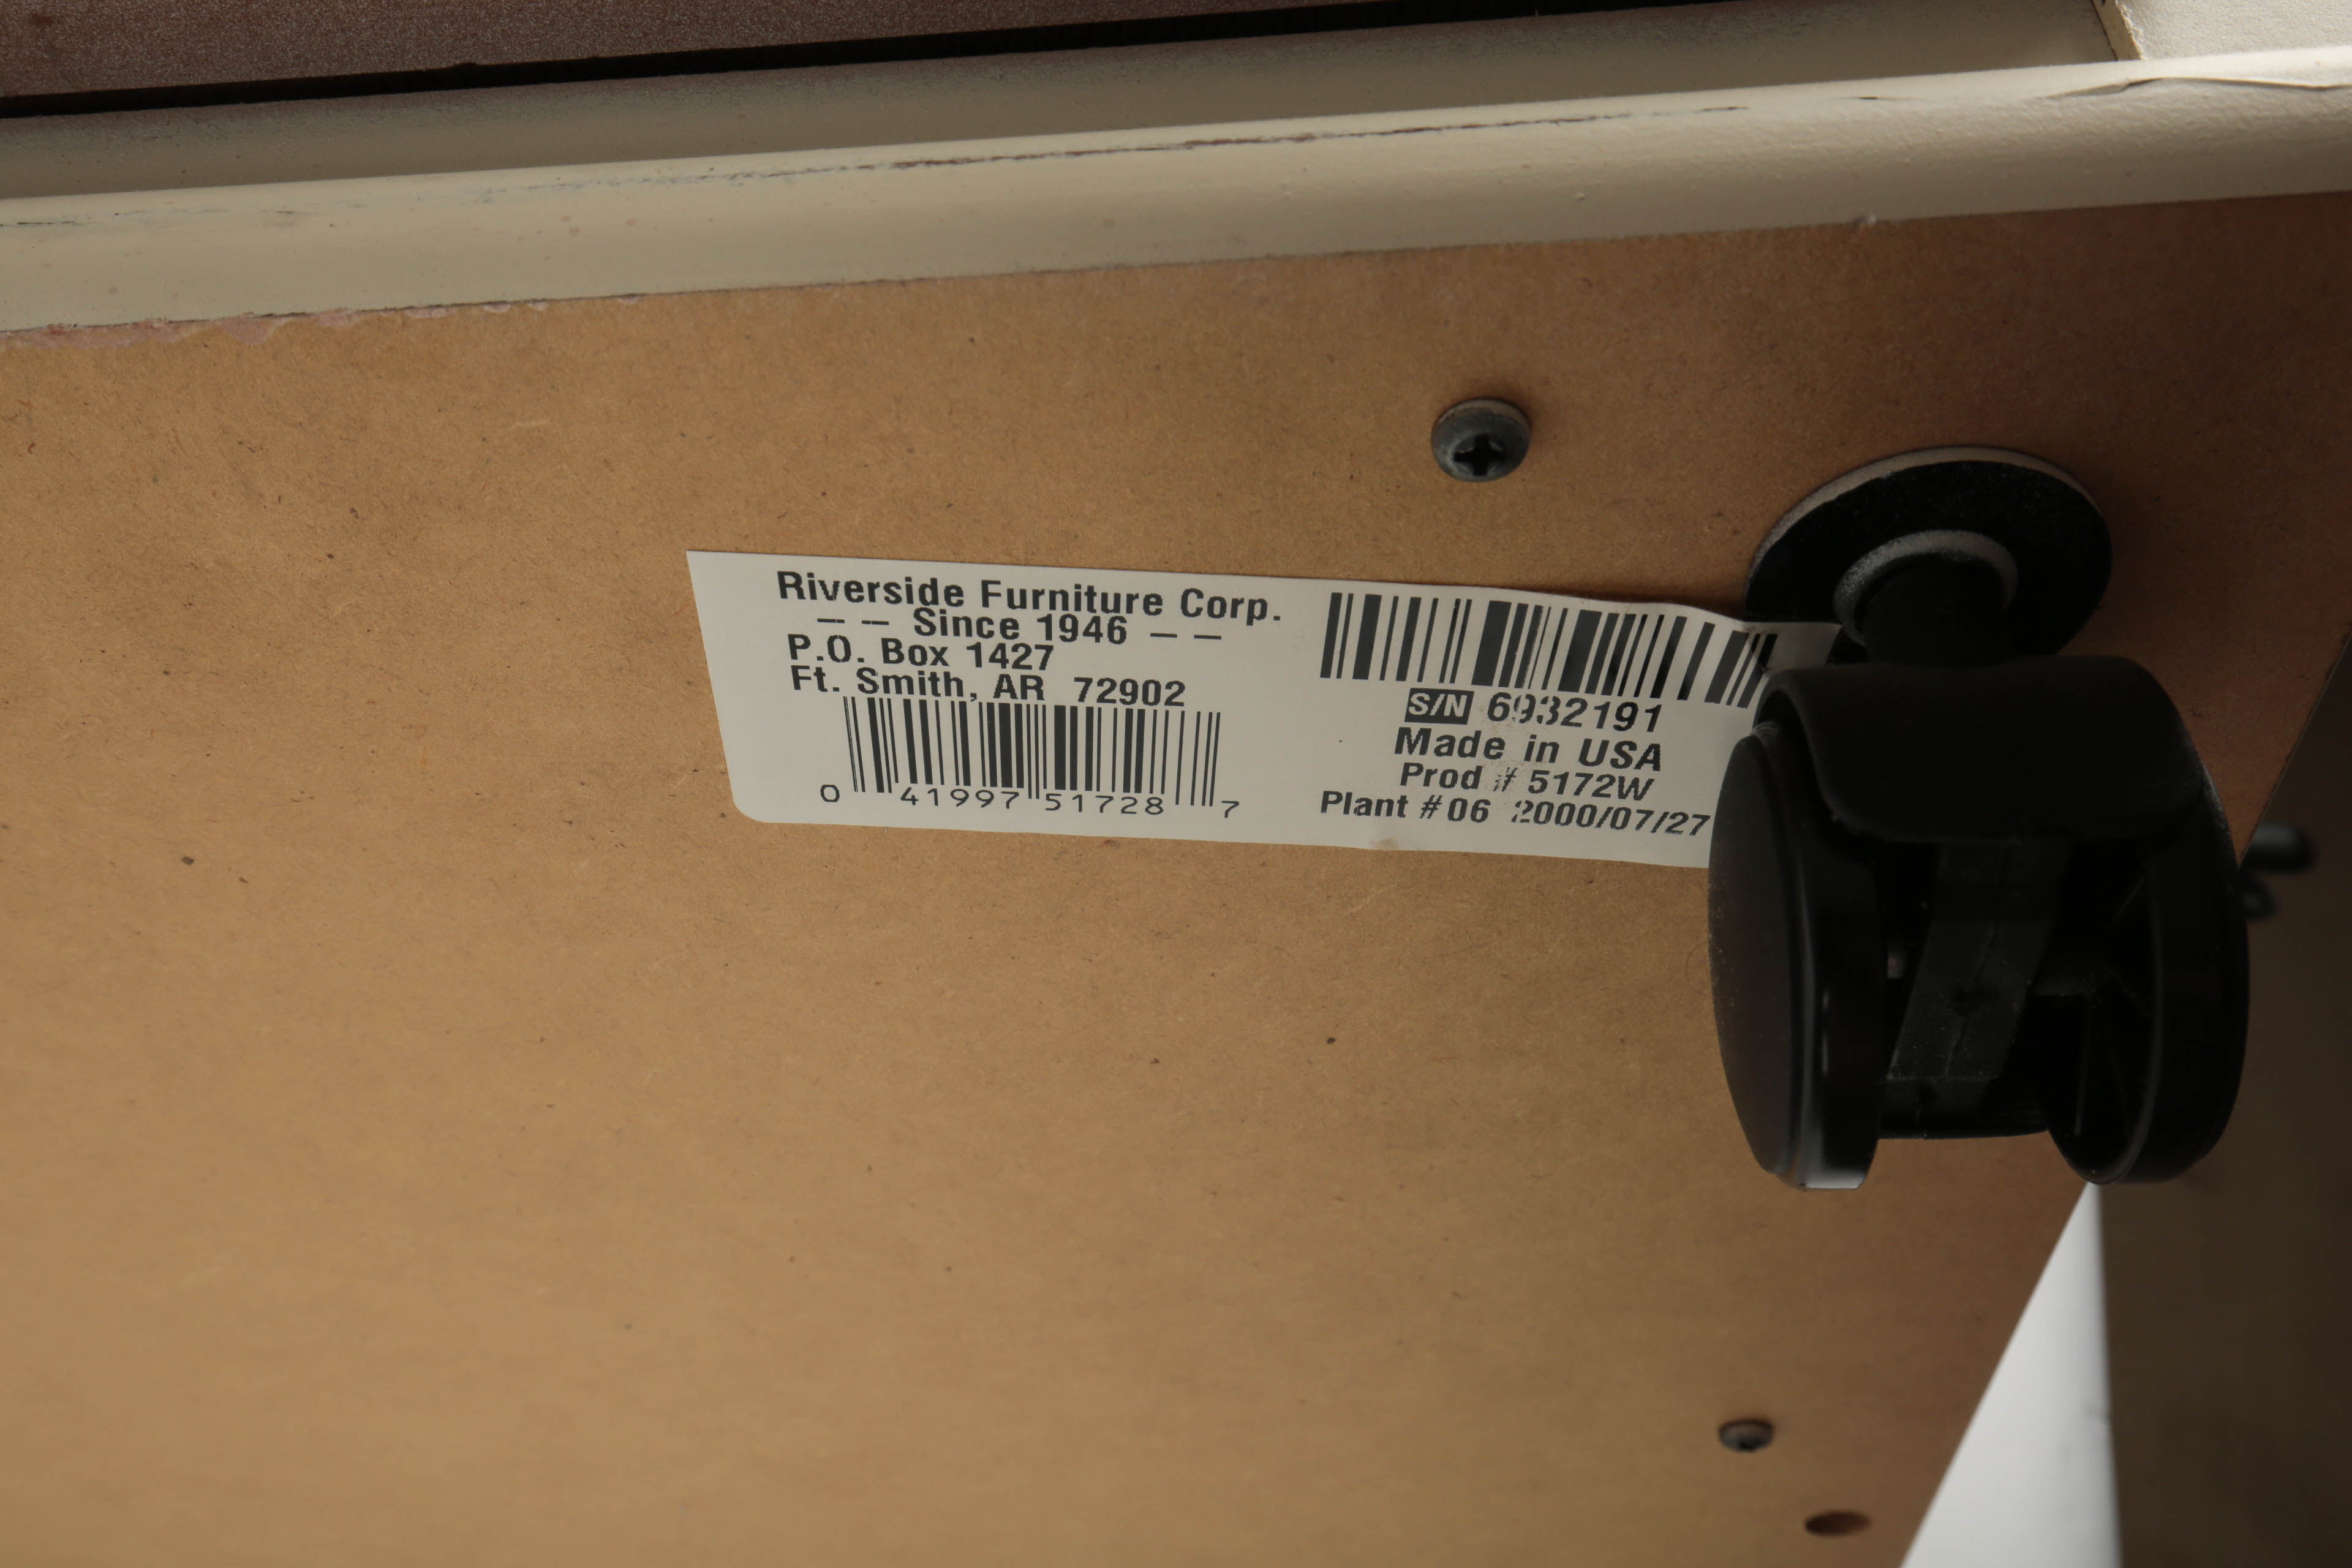 Riverside Furniture Corp.
— — Since 1946 — —
P.O. Box 1427
Ft. Smith, AR 72902
0 41997 51728 7
S/N 6932191
Made in USA
Prod # 5172W
Plant # 06 2000/07/27